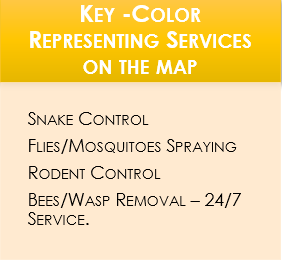 Key -Color
Representing Services
on the map
Snake Control
Flies/Mosquitoes Spraying
Rodent Control
Bees/Wasp Removal – 24/7
Service.